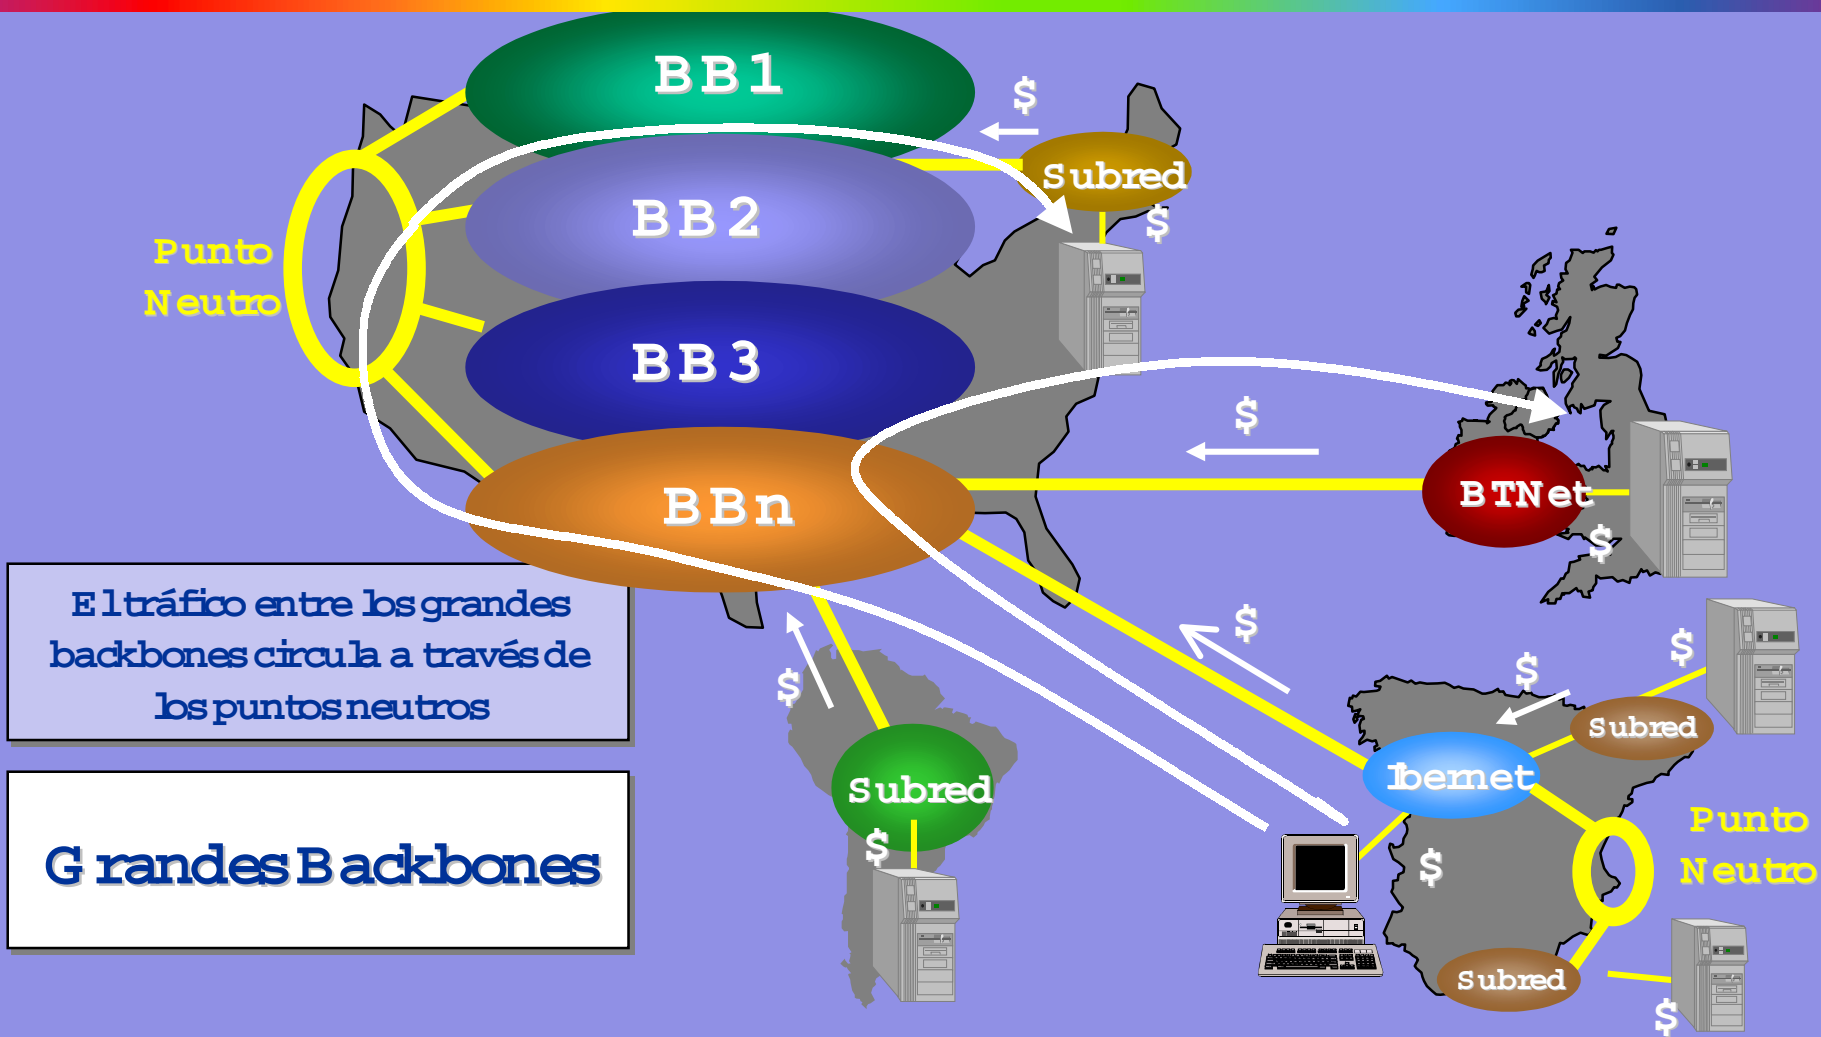 BB1
$
Subred
$
BB2
Punto
Neutro
BB3
$
BBn
BTNet
$
El tráfico entre los grandes
backbones circula a través de
los puntos neutros
$
$
$
$
Subred
Ibernet
Subred
$
Punto
Neutro
$
Grandes Backbones
Subred
$